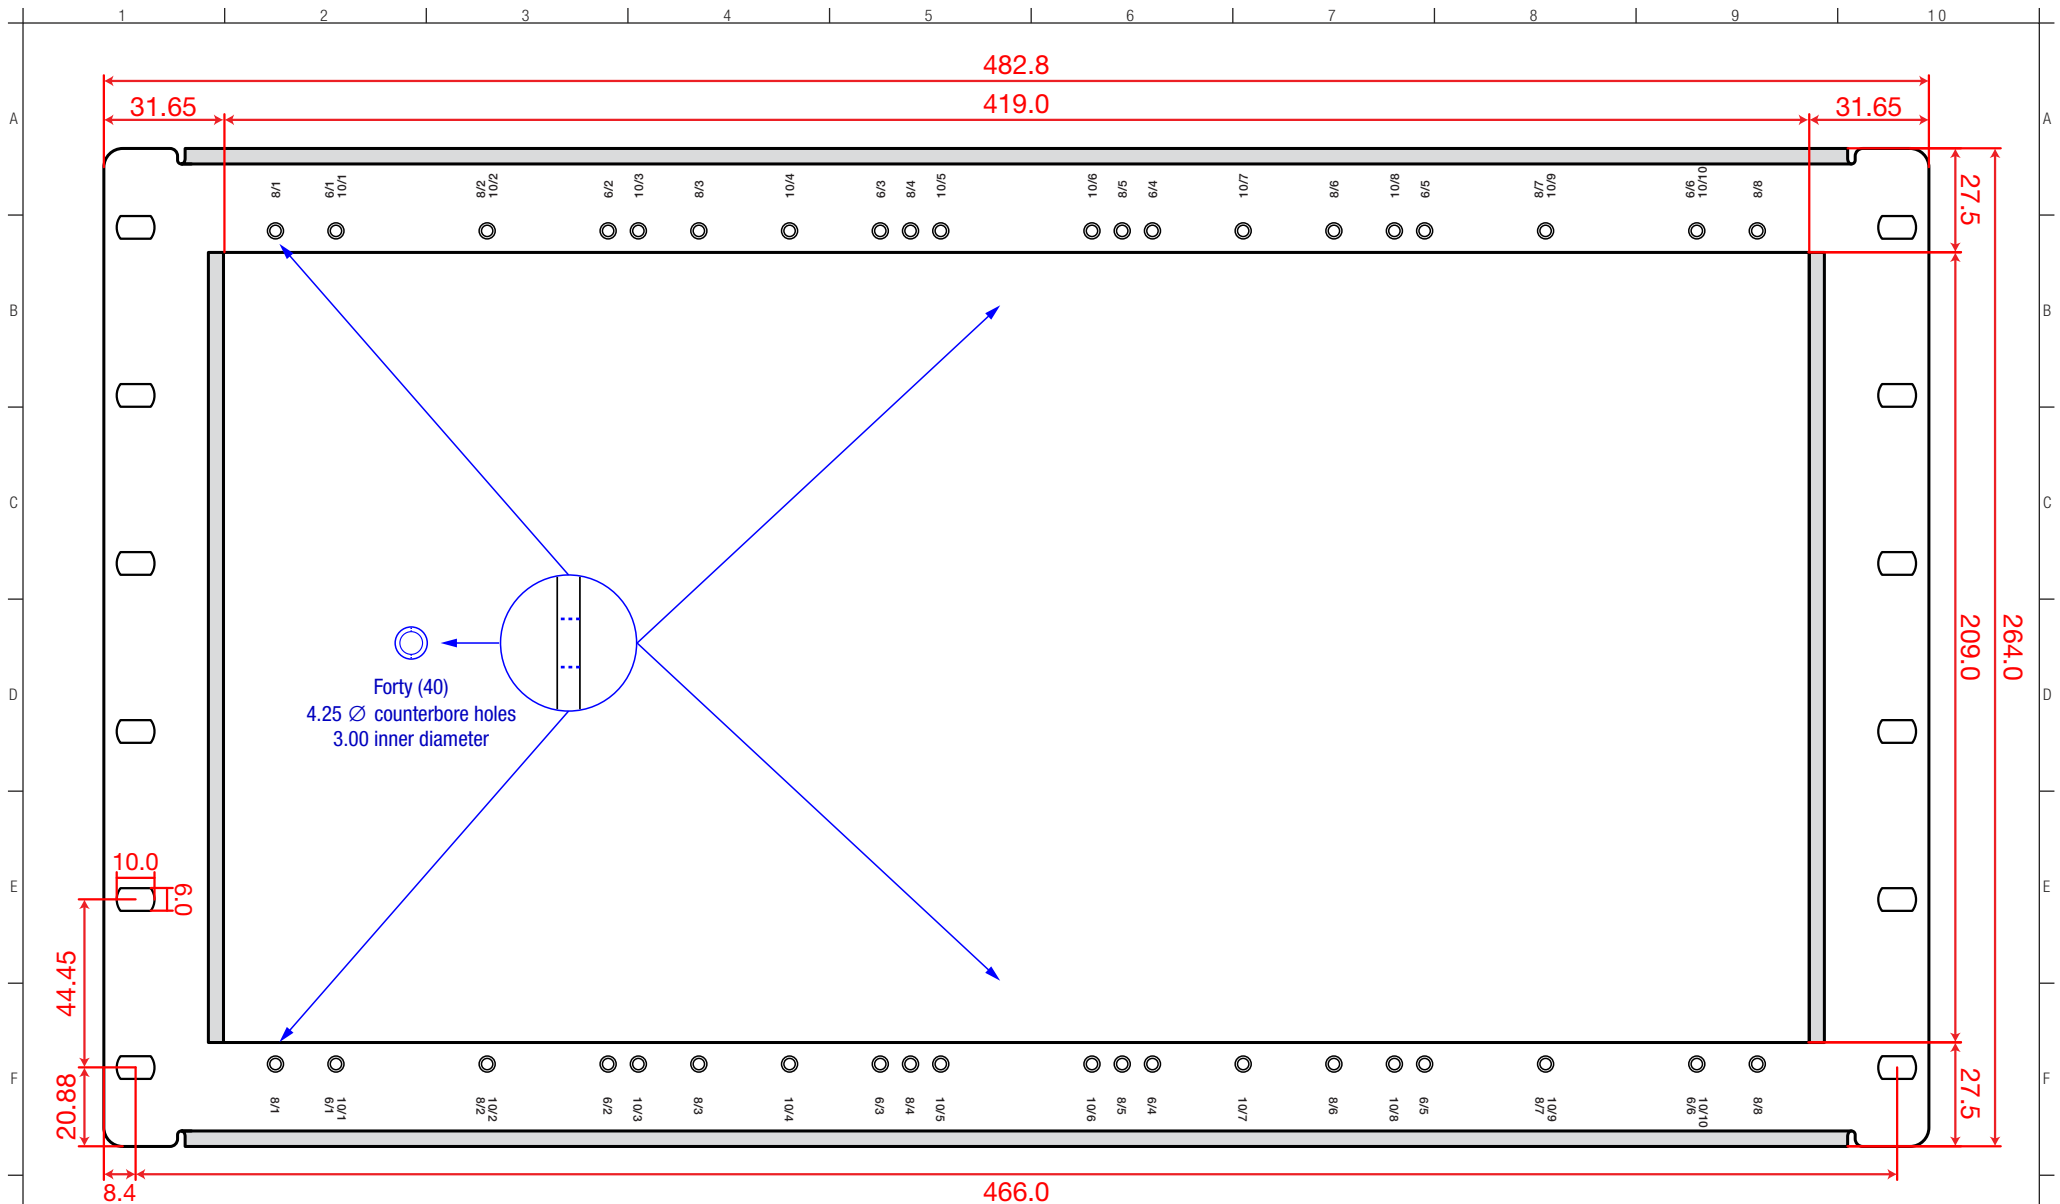 1 2 3 4 5 6 7 8 9 10
482.8
31.65 419.0 31.65
A A
8/1 6/1 10/1 8/2 10/2 6/2 10/3 8/3 10/4 6/3 8/4 10/5 10/6 8/5 6/4 10/7 8/6 10/8 6/5 8/7 10/9 6/6 10/10 8/8
27.5
B B
C C
209.0 264.0
D D
Forty (40)
4.25 ∅ counterbore holes
3.00 inner diameter
10.0
6.0
E E
44.45
20.88
F F
27.5
8/1 6/1 10/1 8/2 10/2 6/2 10/3 8/3 10/4 6/3 8/4 10/5 10/6 8/5 6/4 10/7 8/6 10/8 6/5 8/7 10/9 6/6 10/10 8/8
8.4 466.0